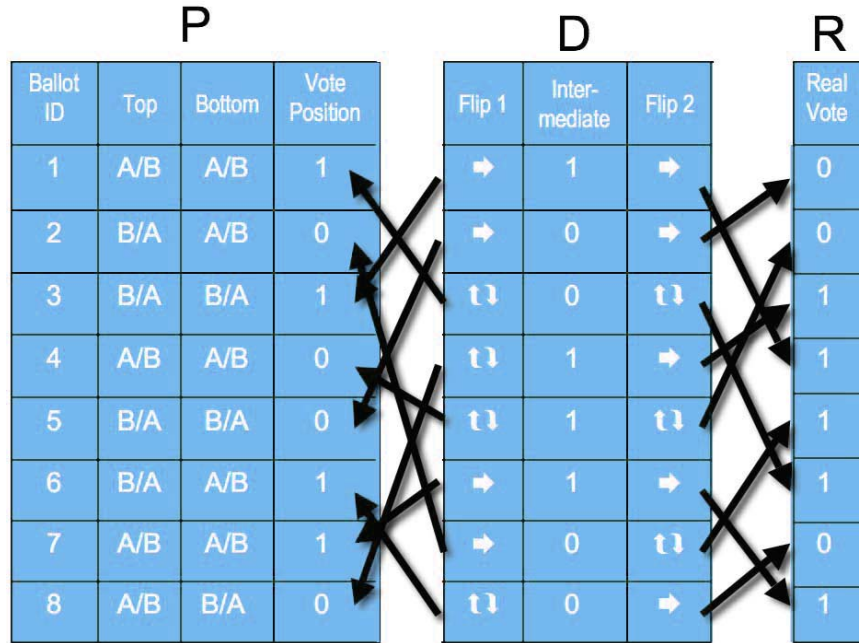 P D R
Ballot ID Top Bottom Vote Position Flip 1 Inter-mediate Flip 2 Real Vote
1 A/B A/B 1 1 0
2 B/A A/B 0 0 0
3 B/A B/A 1 0 1
4 A/B A/B 0 1 1
5 B/A B/A 0 1 1
6 B/A A/B 1 1 1
7 A/B A/B 1 0 0
8 A/B B/A 0 0 1